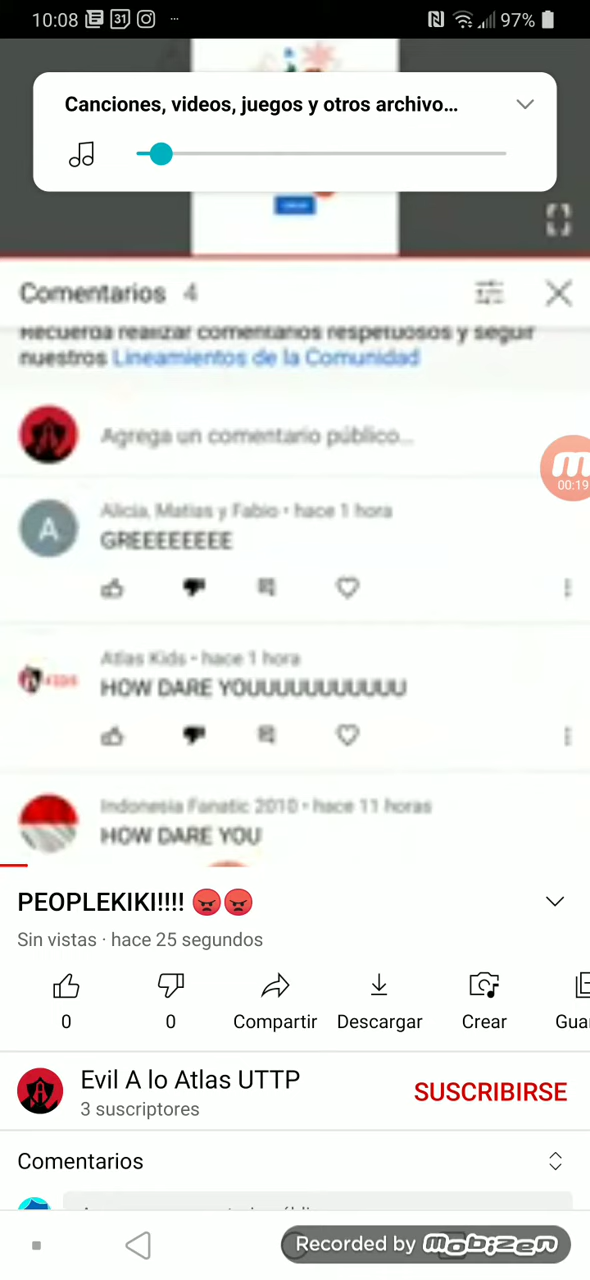 10:08 31 97%
Canciones, videos, juegos y otros archivo...
Comentarios 4
Recuerda realizar comentarios respetuosos y seguir
nuestros Lineamientos de la Comunidad
Agrega un comentario público...
00:19
A
Alicia, Matias y Fabio • hace 1 hora
GREEEEEEEE
Atlas Kids • hace 1 hora
HOW DARE YOUUUUUUUUUUU
Indonesia Fanatic 2010 • hace 11 horas
HOW DARE YOU
PEOPLEKIKI!!!! 😡😡
Sin vistas · hace 25 segundos
0 0 Compartir Descargar Crear Gua
Evil A lo Atlas UTTP
SUSCRIBIRSE
3 suscriptores
Comentarios
Recorded by mobizen